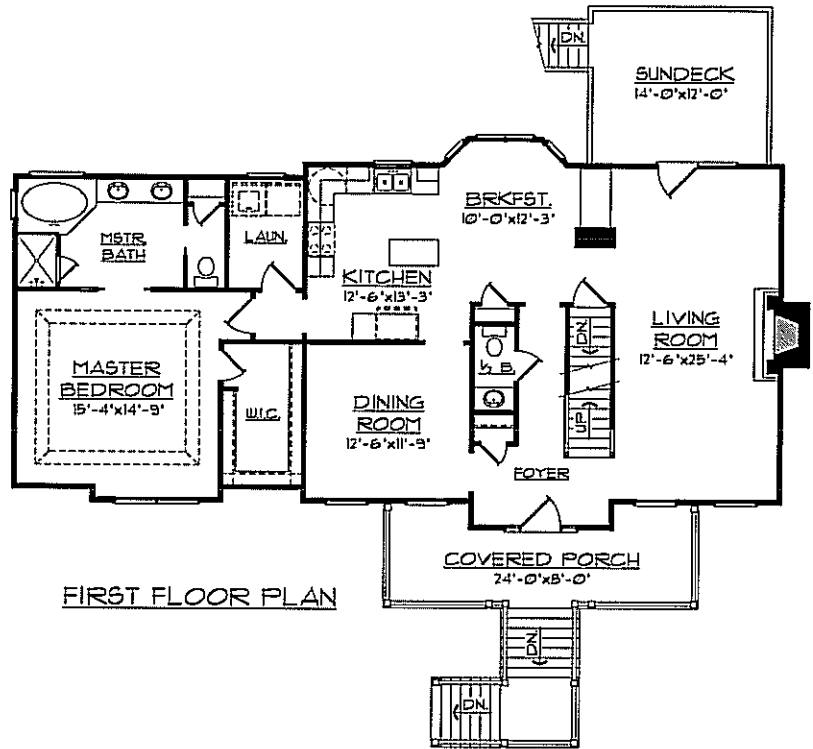 DN.
SUNDECK
14'-0"x12'-0"
BRKFST.
10'-0"x12'-3"
MSTR.
BATH
LAUN.
KITCHEN
12'-6"x13'-3"
MASTER
BEDROOM
15'-4"x14'-9"
W.I.C.
DINING
ROOM
12'-6"x11'-9"
½ B.
DN.
UP
LIVING
ROOM
12'-6"x25'-4"
FOYER
COVERED PORCH
24'-0"x8'-0"
FIRST FLOOR PLAN
DN.
DN.